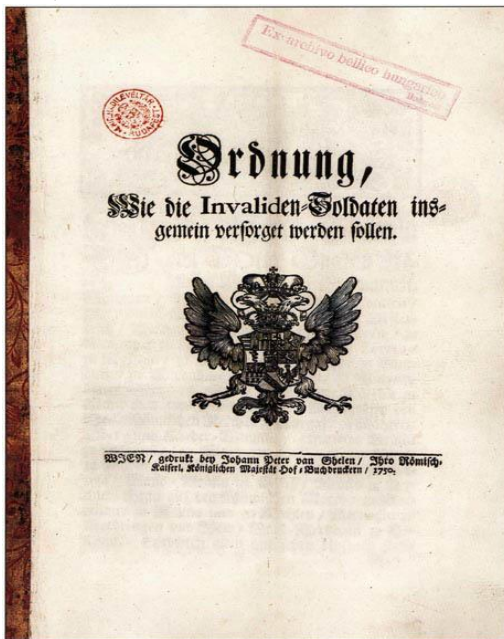 Ex archivo bellico hungarico
Ordnung,
Wie die Invaliden-Soldaten ins-
gemein versorget werden sollen.
WIEN / gedruckt bey Johann Peter van Ghelen / Ihro Römisch-
Kaiserl. Königlichen Majestät Hof-Buchdruckern / 1750.